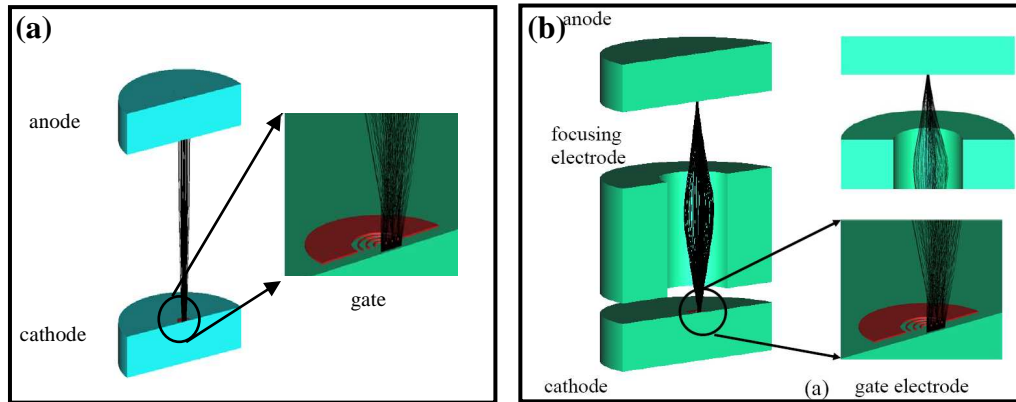 (a)
anode
gate
cathode
(b)
anode
focusing
electrode
cathode
(a)
gate electrode